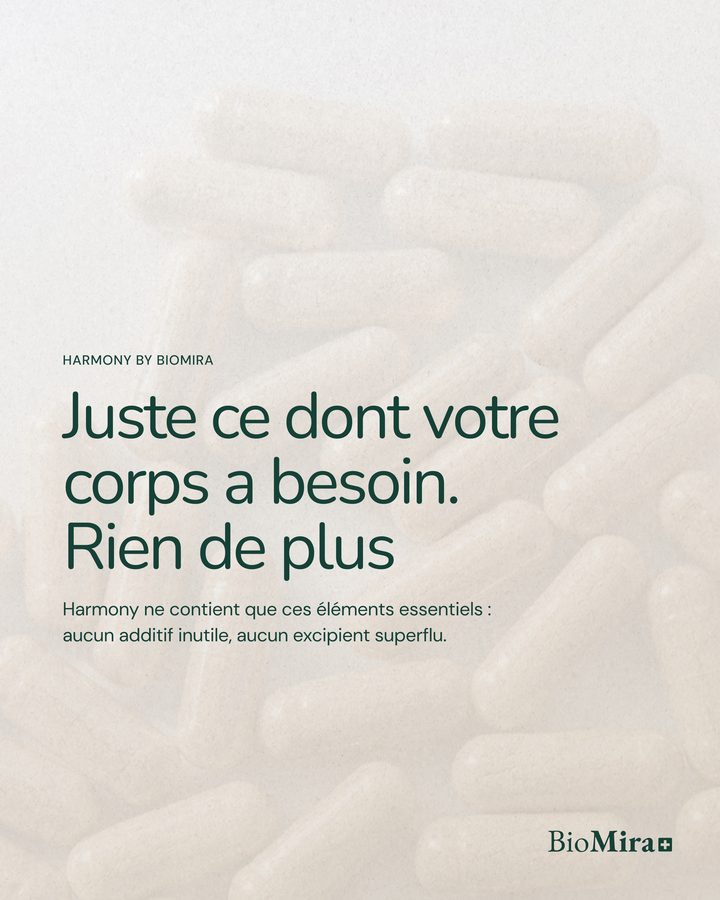 HARMONY BY BIOMIRA
Juste ce dont votre
corps a besoin.
Rien de plus
Harmony ne contient que ces éléments essentiels :
aucun additif inutile, aucun excipient superflu.
BioMira